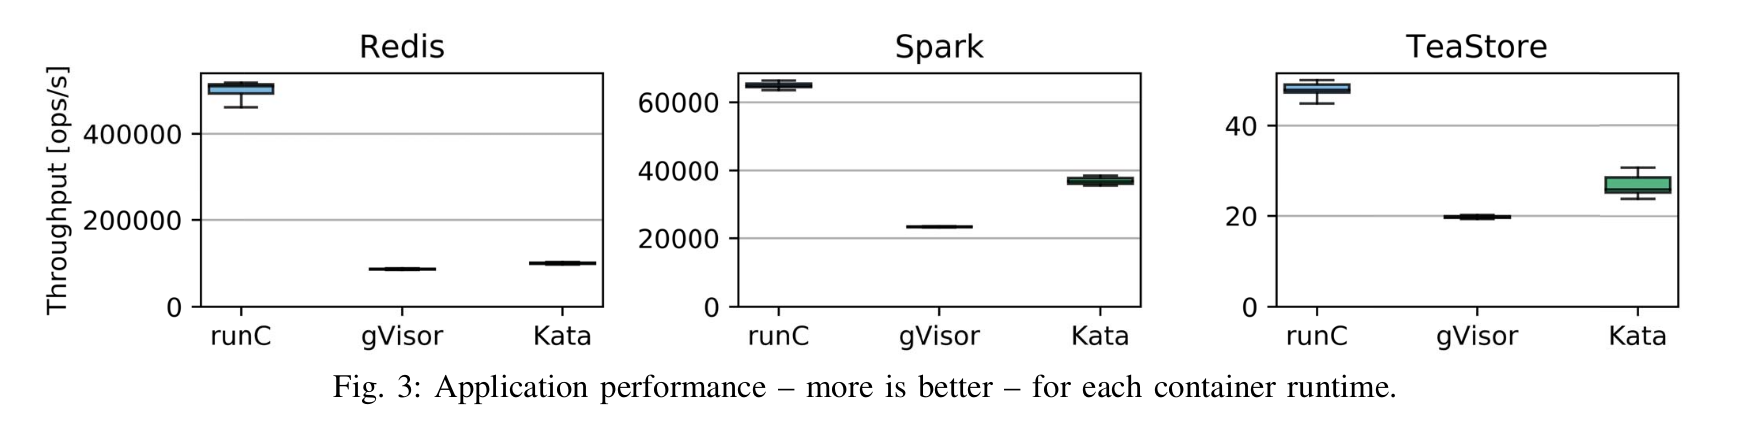 Redis
Spark
TeaStore
Throughput [ops/s]
400000
200000
0
runC gVisor Kata
60000
40000
20000
0
runC gVisor Kata
40
20
0
runC gVisor Kata
Fig. 3: Application performance – more is better – for each container runtime.